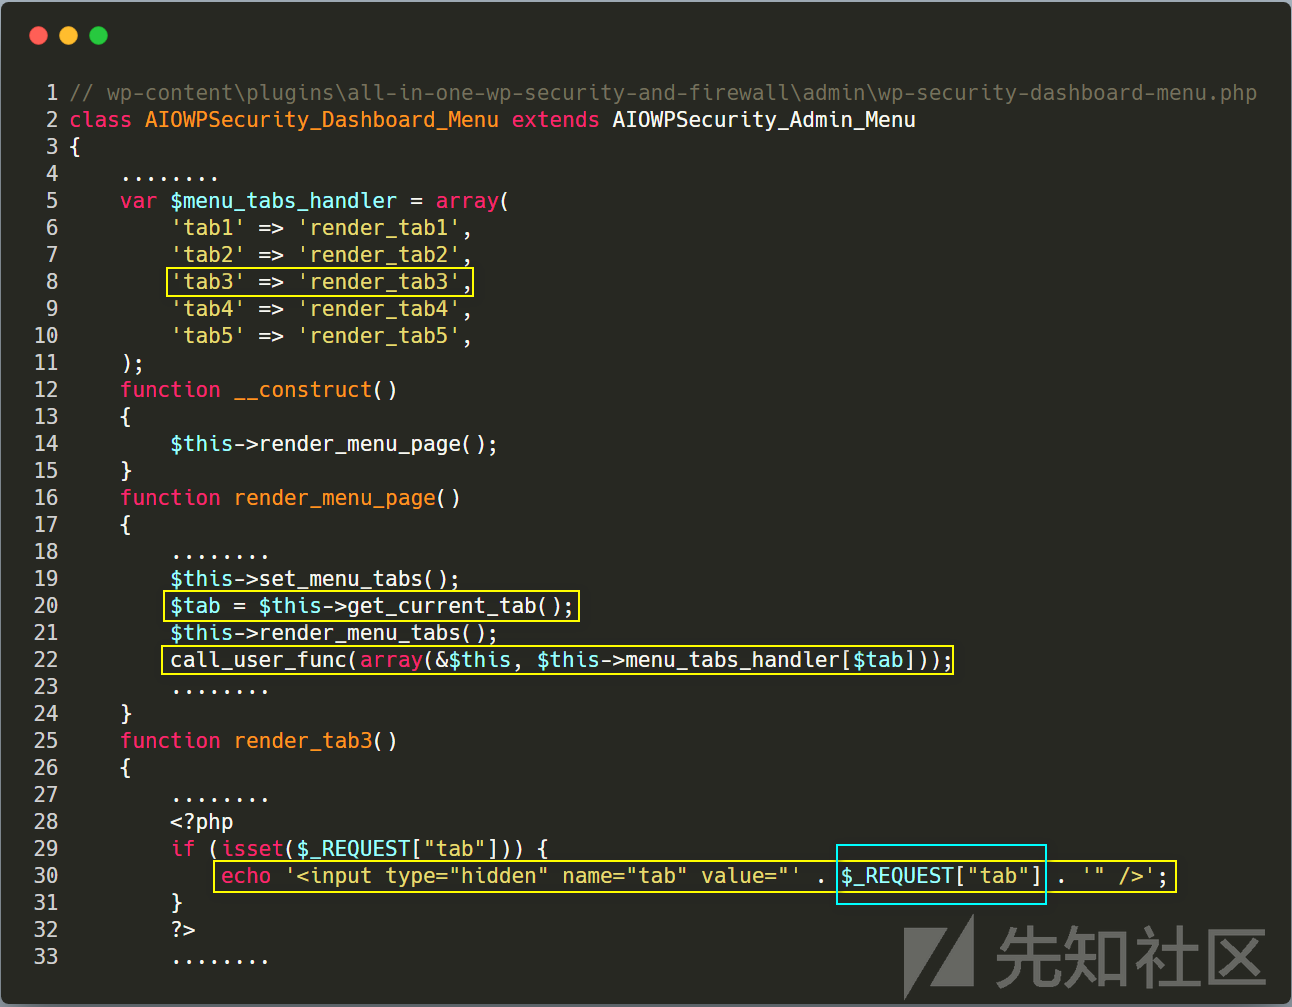 1 // wp-content\plugins\all-in-one-wp-security-and-firewall\admin\wp-security-dashboard-menu.php
2 class AIOWPSecurity_Dashboard_Menu extends AIOWPSecurity_Admin_Menu
3 {
4     ........
5     var $menu_tabs_handler = array(
6         'tab1' => 'render_tab1',
7         'tab2' => 'render_tab2',
8         'tab3' => 'render_tab3',
9         'tab4' => 'render_tab4',
10         'tab5' => 'render_tab5',
11     );
12     function __construct()
13     {
14         $this->render_menu_page();
15     }
16     function render_menu_page()
17     {
18         ........
19         $this->set_menu_tabs();
20         $tab = $this->get_current_tab();
21         $this->render_menu_tabs();
22         call_user_func(array(&$this, $this->menu_tabs_handler[$tab]));
23         ........
24     }
25     function render_tab3()
26     {
27         ........
28         <?php
29         if (isset($_REQUEST["tab"])) {
30             echo '<input type="hidden" name="tab" value="' . $_REQUEST["tab"] . '" />';
31         }
32         ?>
33         ........
先知社区